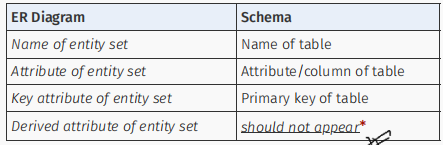 ER Diagram Schema
Name of entity set Name of table
Attribute of entity set Attribute/column of table
Key attribute of entity set Primary key of table
Derived attribute of entity set should not appear*